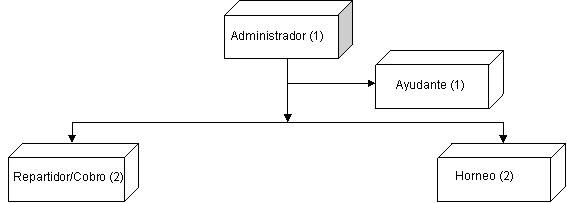 Administrador (1)
Ayudante (1)
Repartidor/Cobro (2)
Horneo (2)